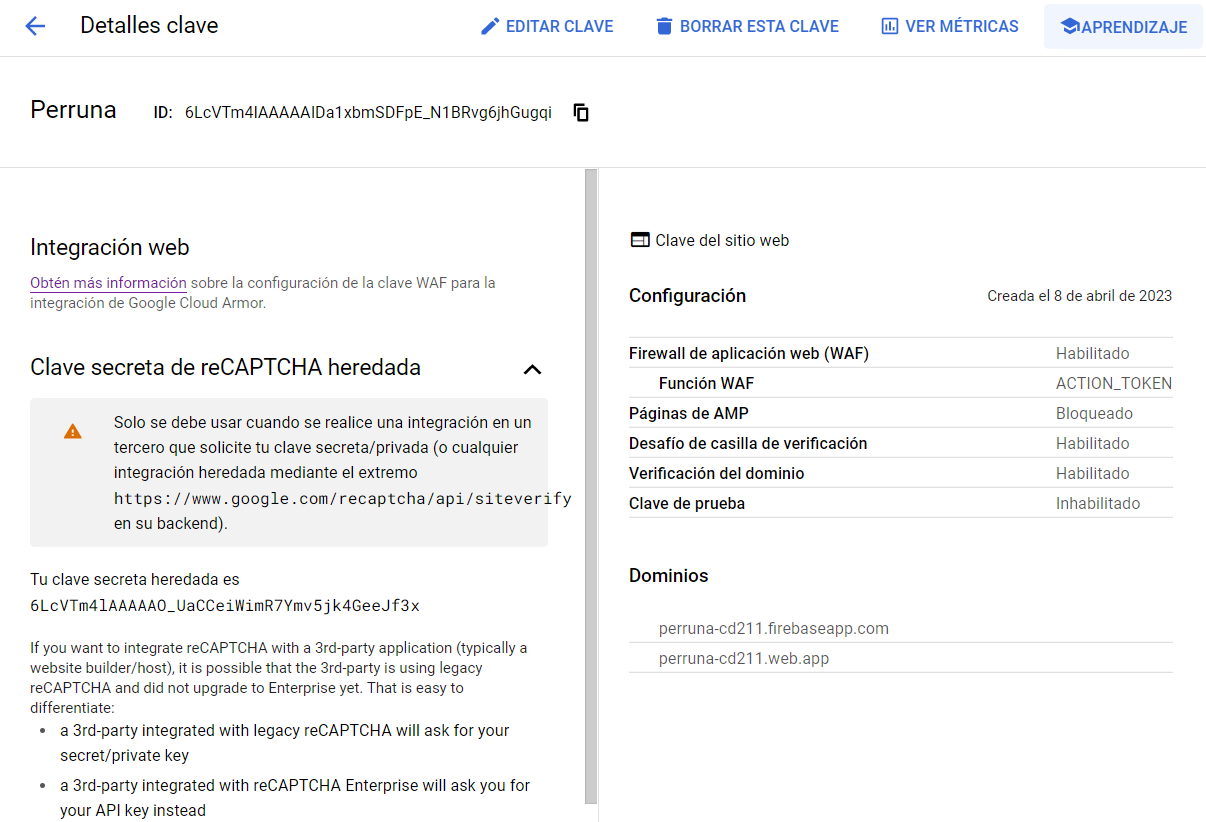 Detalles clave
EDITAR CLAVE
BORRAR ESTA CLAVE
VER MÉTRICAS
APRENDIZAJE
Perruna
ID: 6LcVTm4lAAAAAIDa1xbmSDFpE_N1BRvg6jhGugqi
Integración web
Obtén más información sobre la configuración de la clave WAF para la
integración de Google Cloud Armor.
Clave secreta de reCAPTCHA heredada
Solo se debe usar cuando se realice una integración en un
tercero que solicite tu clave secreta/privada (o cualquier
integración heredada mediante el extremo
https://www.google.com/recaptcha/api/siteverify
en su backend).
Tu clave secreta heredada es
6LcVTm4lAAAAAO_UaCCeiWimR7Ymv5jk4GeeJf3x
If you want to integrate reCAPTCHA with a 3rd-party application (typically a
website builder/host), it is possible that the 3rd-party is using legacy
reCAPTCHA and did not upgrade to Enterprise yet. That is easy to
differentiate:
• a 3rd-party integrated with legacy reCAPTCHA will ask for your
secret/private key
• a 3rd-party integrated with reCAPTCHA Enterprise will ask you for
your API key instead
Clave del sitio web
Configuración
Creada el 8 de abril de 2023
Firewall de aplicación web (WAF) Habilitado
Función WAF ACTION_TOKEN
Páginas de AMP Bloqueado
Desafío de casilla de verificación Habilitado
Verificación del dominio Habilitado
Clave de prueba Inhabilitado
Dominios
perruna-cd211.firebaseapp.com
perruna-cd211.web.app